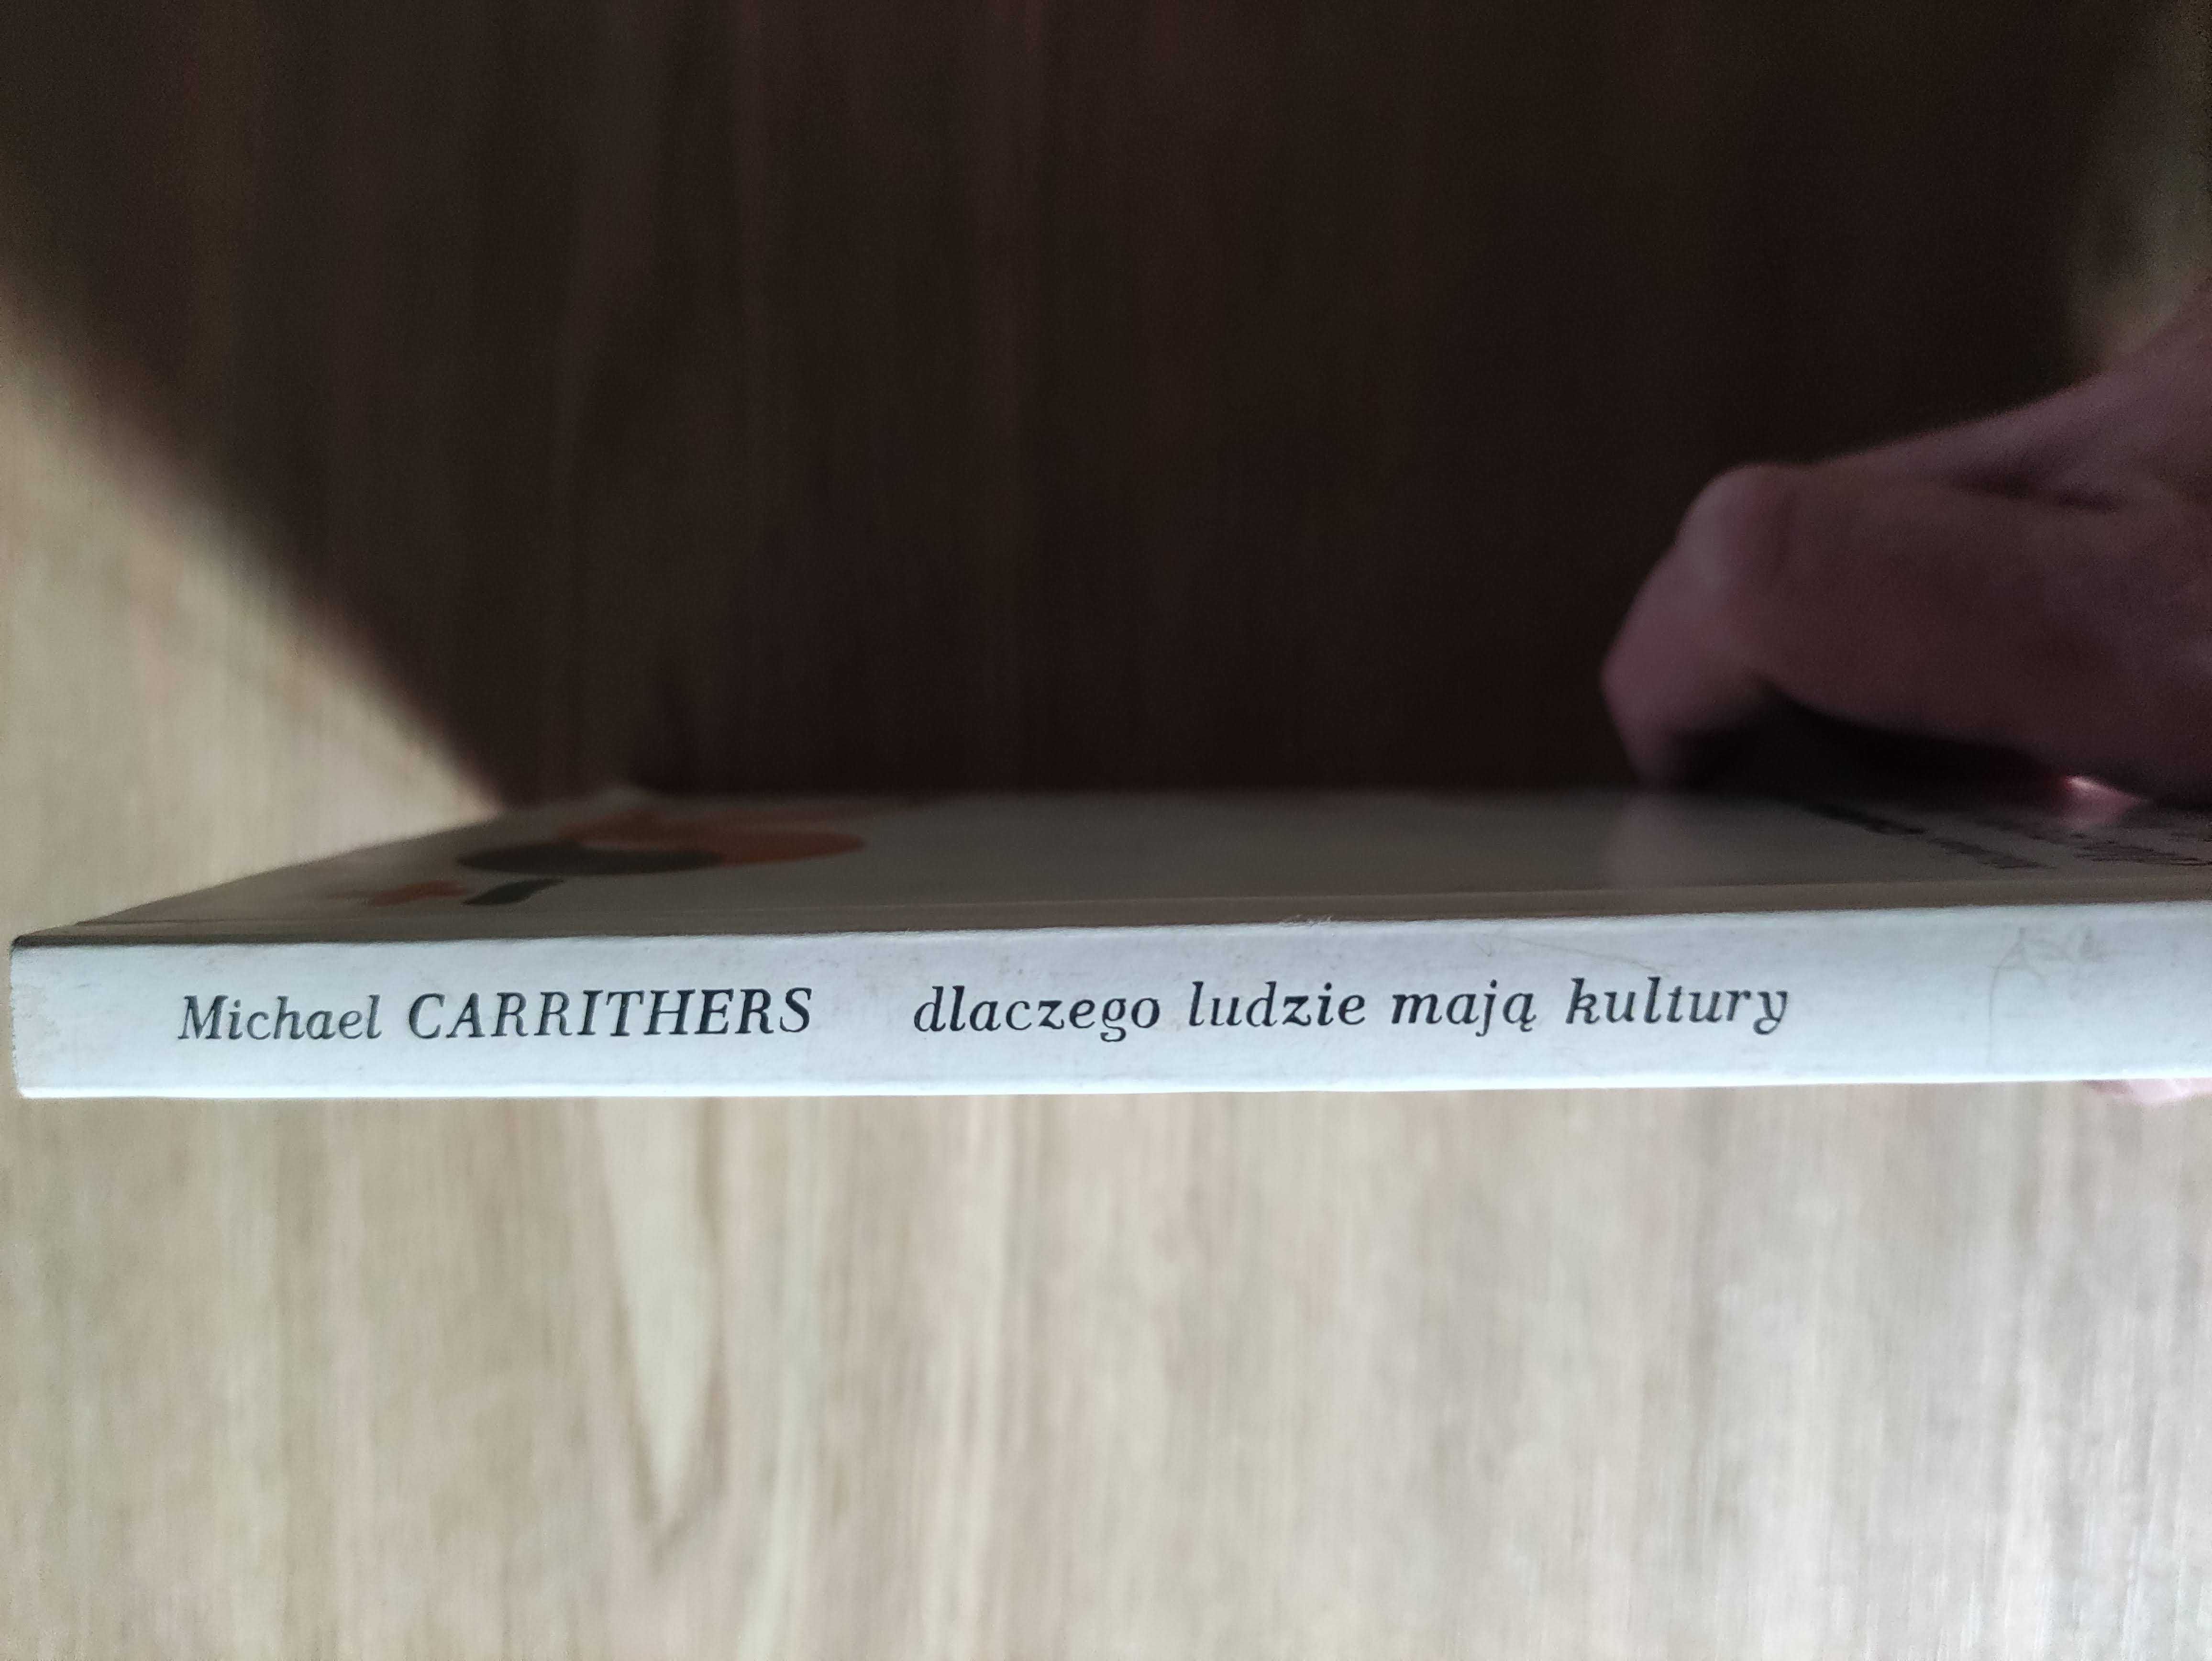 Michael CARRITHERS dlaczego ludzie mają kultury